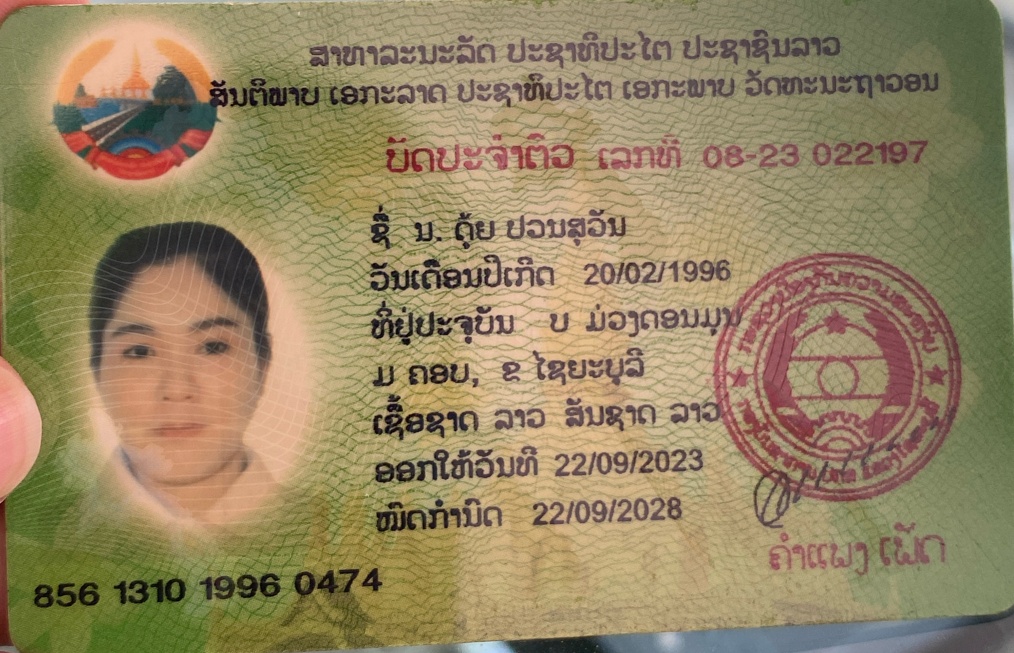 ສາທາລະນະລັດ ປະຊາທິປະໄຕ ປະຊາຊົນລາວ
ສັນຕິພາບ ເອກະລາດ ປະຊາທິປະໄຕ ເອກະພາບ ວັດທະນະຖາວອນ
ບັດປະຈຳຕົວ ເລກທີ 08-23 022197
ຊື່ ນ. ດຸ້ຍ ປວນສຸວັນ
ວັນເດືອນປີເກີດ 20/02/1996
ທີ່ຢູ່ປະຈຸບັນ ບ ມ່ວງດອນມູນ
ມ ຄອບ, ຂ ໄຊຍະບູລີ
ເຊື້ອຊາດ ລາວ ສັນຊາດ ລາວ
ອອກໃຫ້ວັນທີ 22/09/2023
ໝົດກຳນົດ 22/09/2028
ຄຳແພງ ເພັດ
856 1310 1996 0474